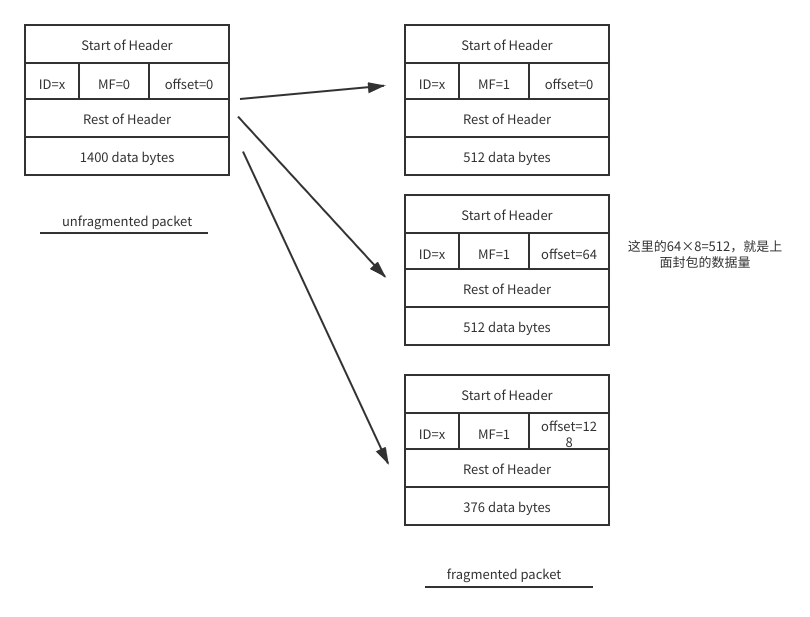 Start of Header
ID=x MF=0 offset=0
Rest of Header
1400 data bytes
unfragmented packet
Start of Header
ID=x MF=1 offset=0
Rest of Header
512 data bytes
Start of Header
ID=x MF=1 offset=64
Rest of Header
512 data bytes
这里的64×8=512，就是上
面封包的数据量
Start of Header
ID=x MF=1 offset=12
8
Rest of Header
376 data bytes
fragmented packet